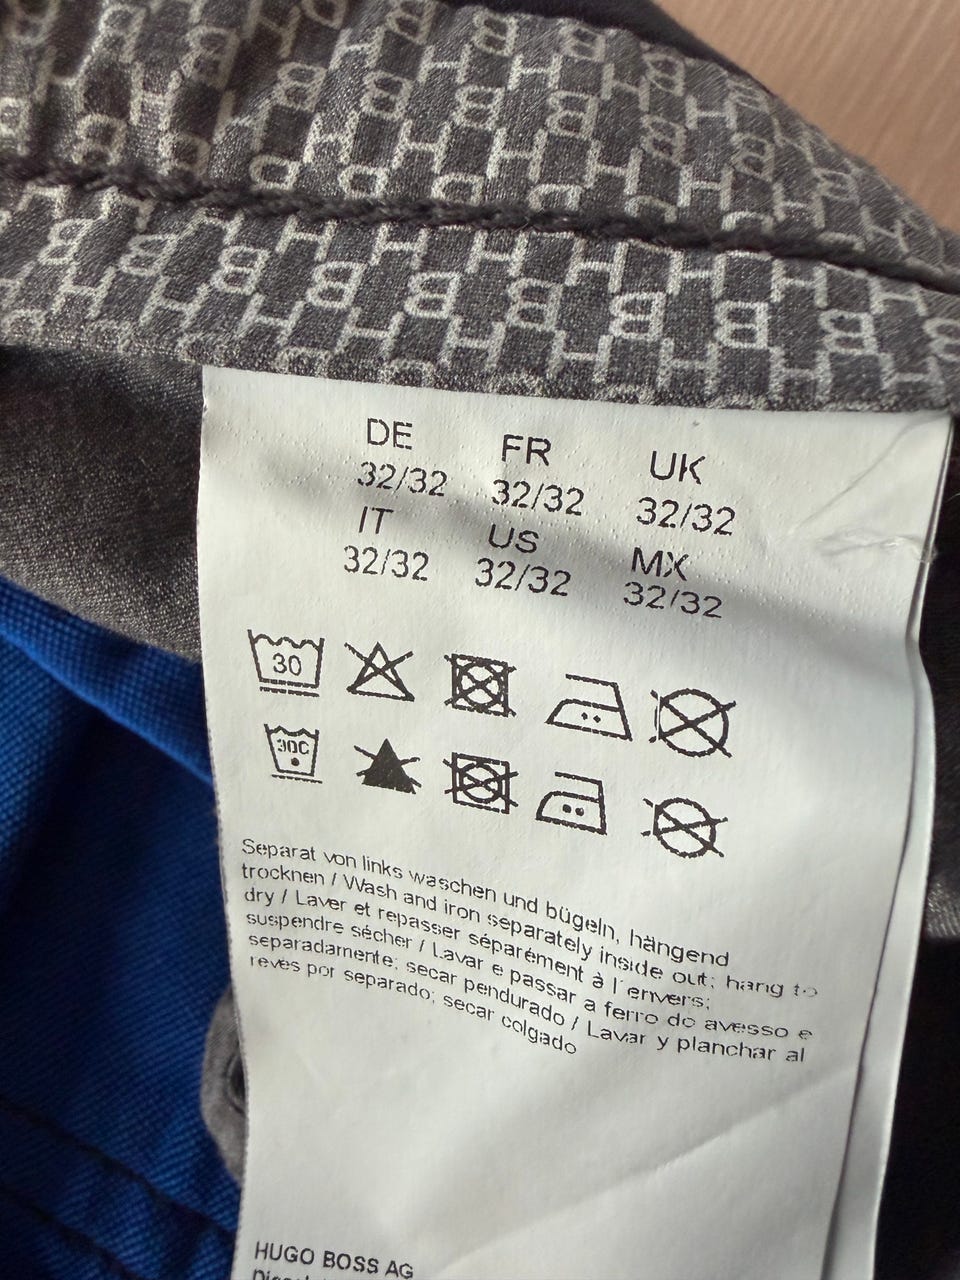 DE FR UK
32/32 32/32 32/32
IT US MX
32/32 32/32 32/32
30
30C
Separat von links waschen und bügeln, hängend
trocknen / Wash and iron separately inside out; hang to
dry / Laver et repasser séparément à l'envers;
suspendre sécher / Lavar e passar a ferro do avesso e
separadamente; secar pendurado / Lavar y planchar al
revés por separado; secar colgado
HUGO BOSS AG